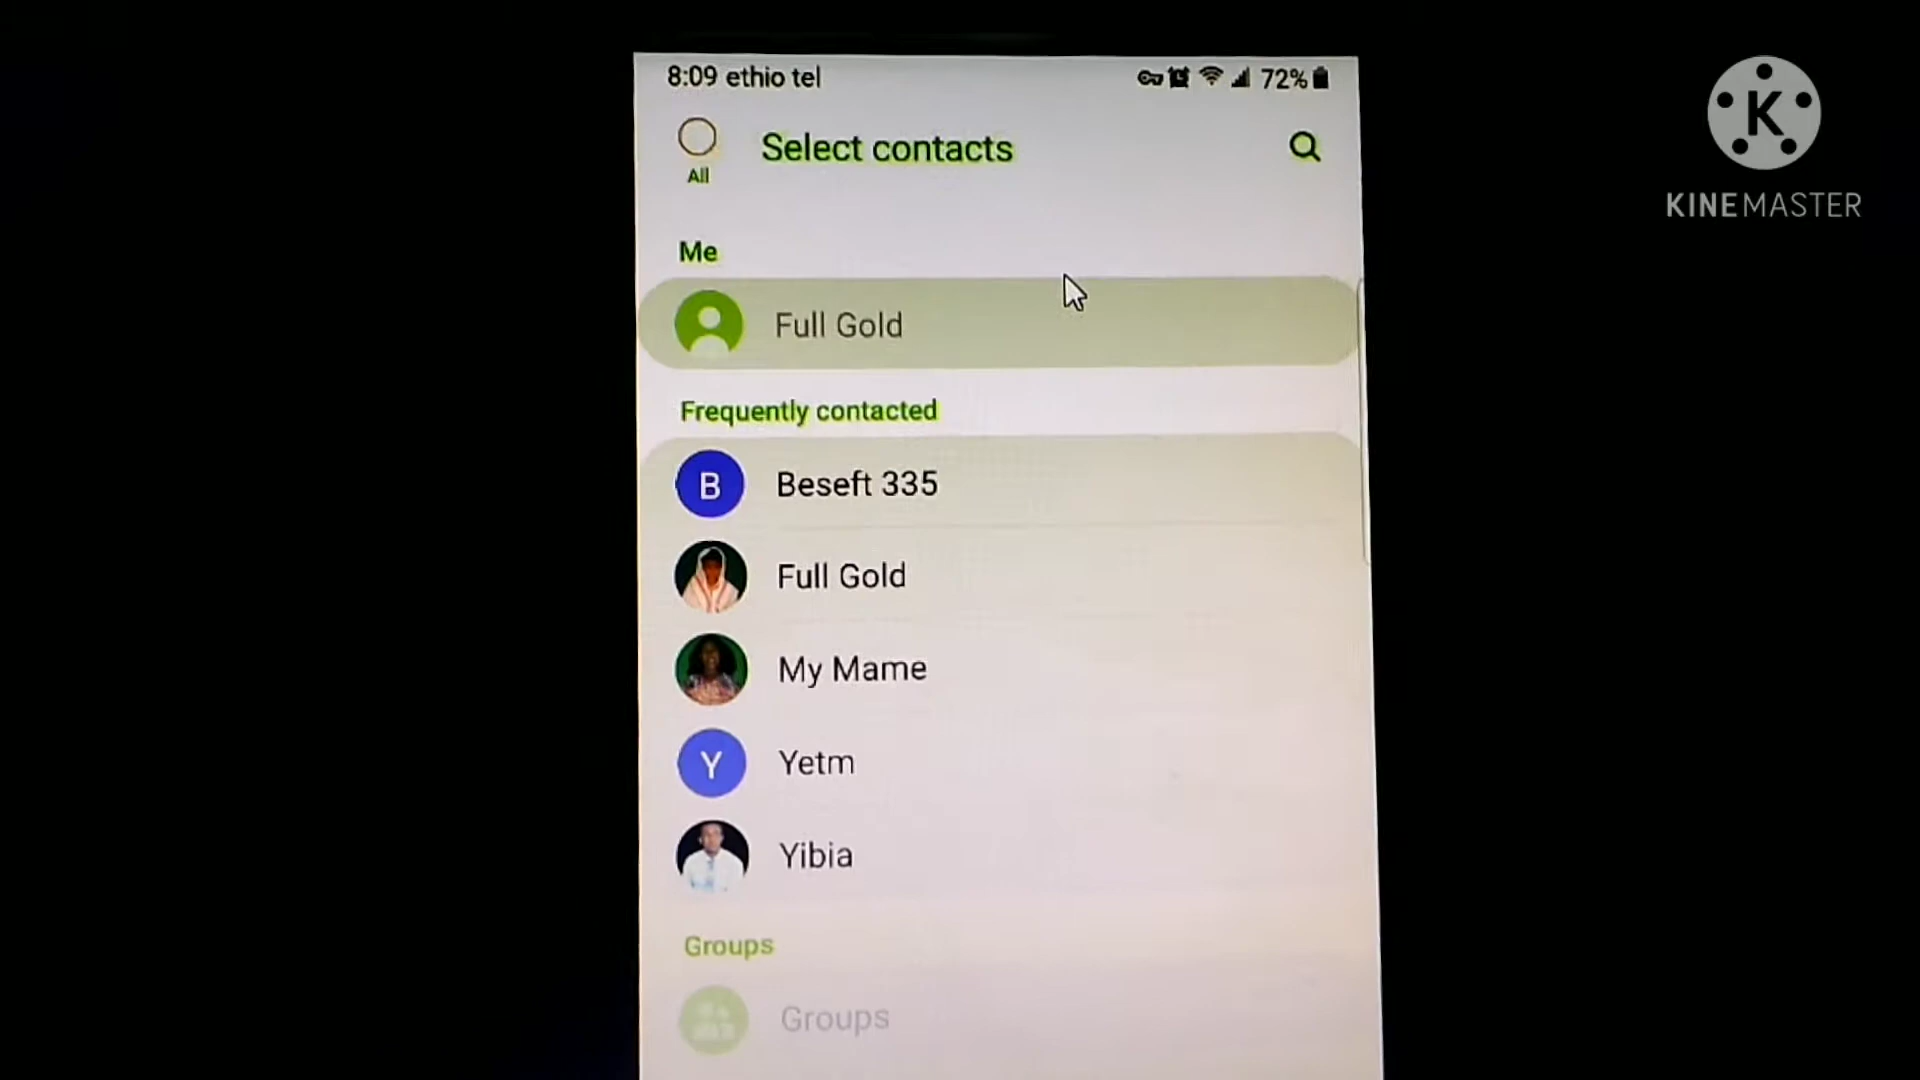 8:09 ethio tel
72%
All
Select contacts
Me
Full Gold
Frequently contacted
B
Beseft 335
Full Gold
My Mame
Y
Yetm
Yibia
Groups
Groups
K
KINEMASTER